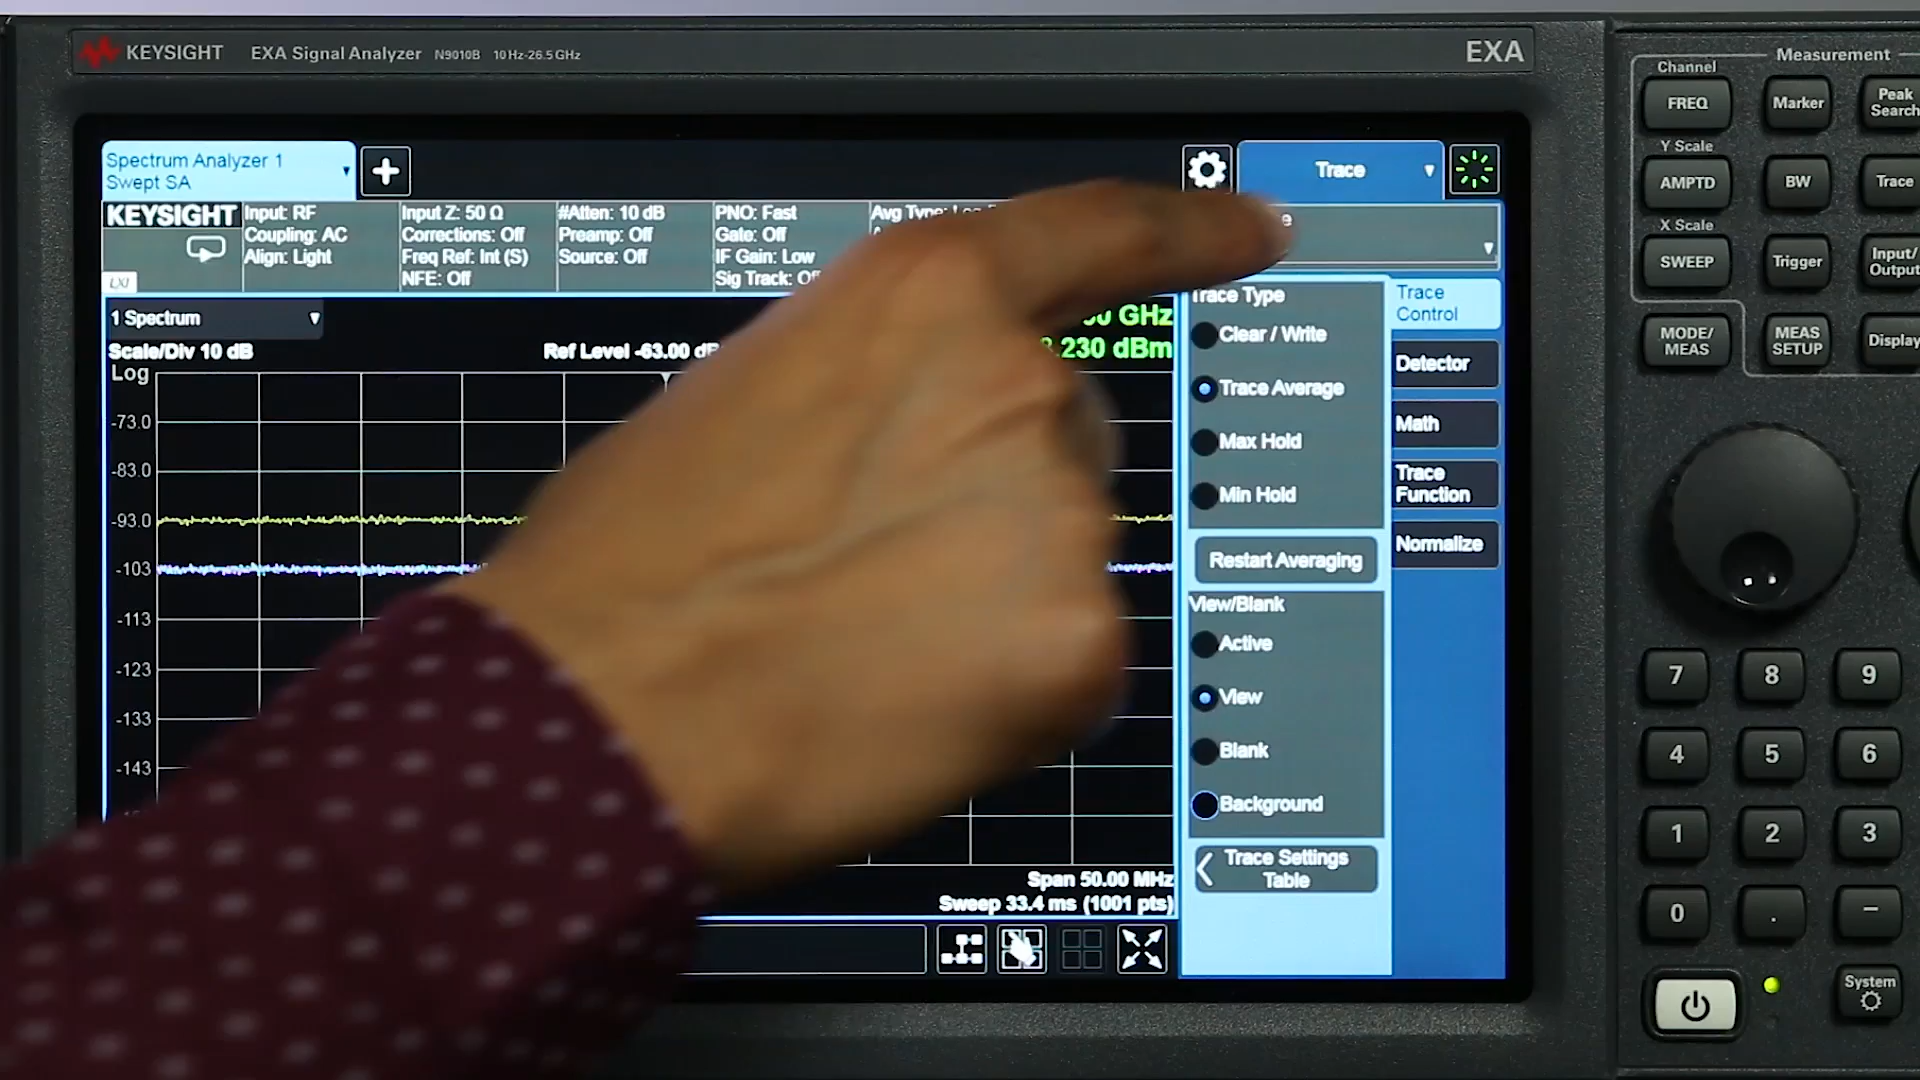 KEYSIGHT EXA Signal Analyzer N9010B 10Hz-26.5GHz
EXA
Spectrum Analyzer 1
Swept SA
Trace
KEYSIGHT
LXI
Input: RF
Coupling: AC
Align: Light
Input Z: 50 Ω
Corrections: Off
Freq Ref: Int (S)
NFE: Off
#Atten: 10 dB
Preamp: Off
Source: Off
PNO: Fast
Gate: Off
IF Gain: Low
Sig Track:
Avg Type:
1 Spectrum
Scale/Div 10 dB
Ref Level -63.00
GHz
.230 dBm
Log
-73.0
-83.0
-93.0
-103
-113
-123
-133
-143
Span 50.00 MHz
Sweep 33.4 ms (1001 pts)
Trace Type
Clear / Write
Trace Average
Max Hold
Min Hold
Restart Averaging
View/Blank
Active
View
Blank
Background
Trace Settings
Table
Trace
Control
Detector
Math
Trace
Function
Normalize
Measurement
Channel
FREQ
Marker
Peak
Search
Y Scale
AMPTD
BW
Trace
X Scale
SWEEP
Trigger
Input/
Output
MODE/
MEAS
MEAS
SETUP
Display
7 8 9
4 5 6
1 2 3
0 . –
System